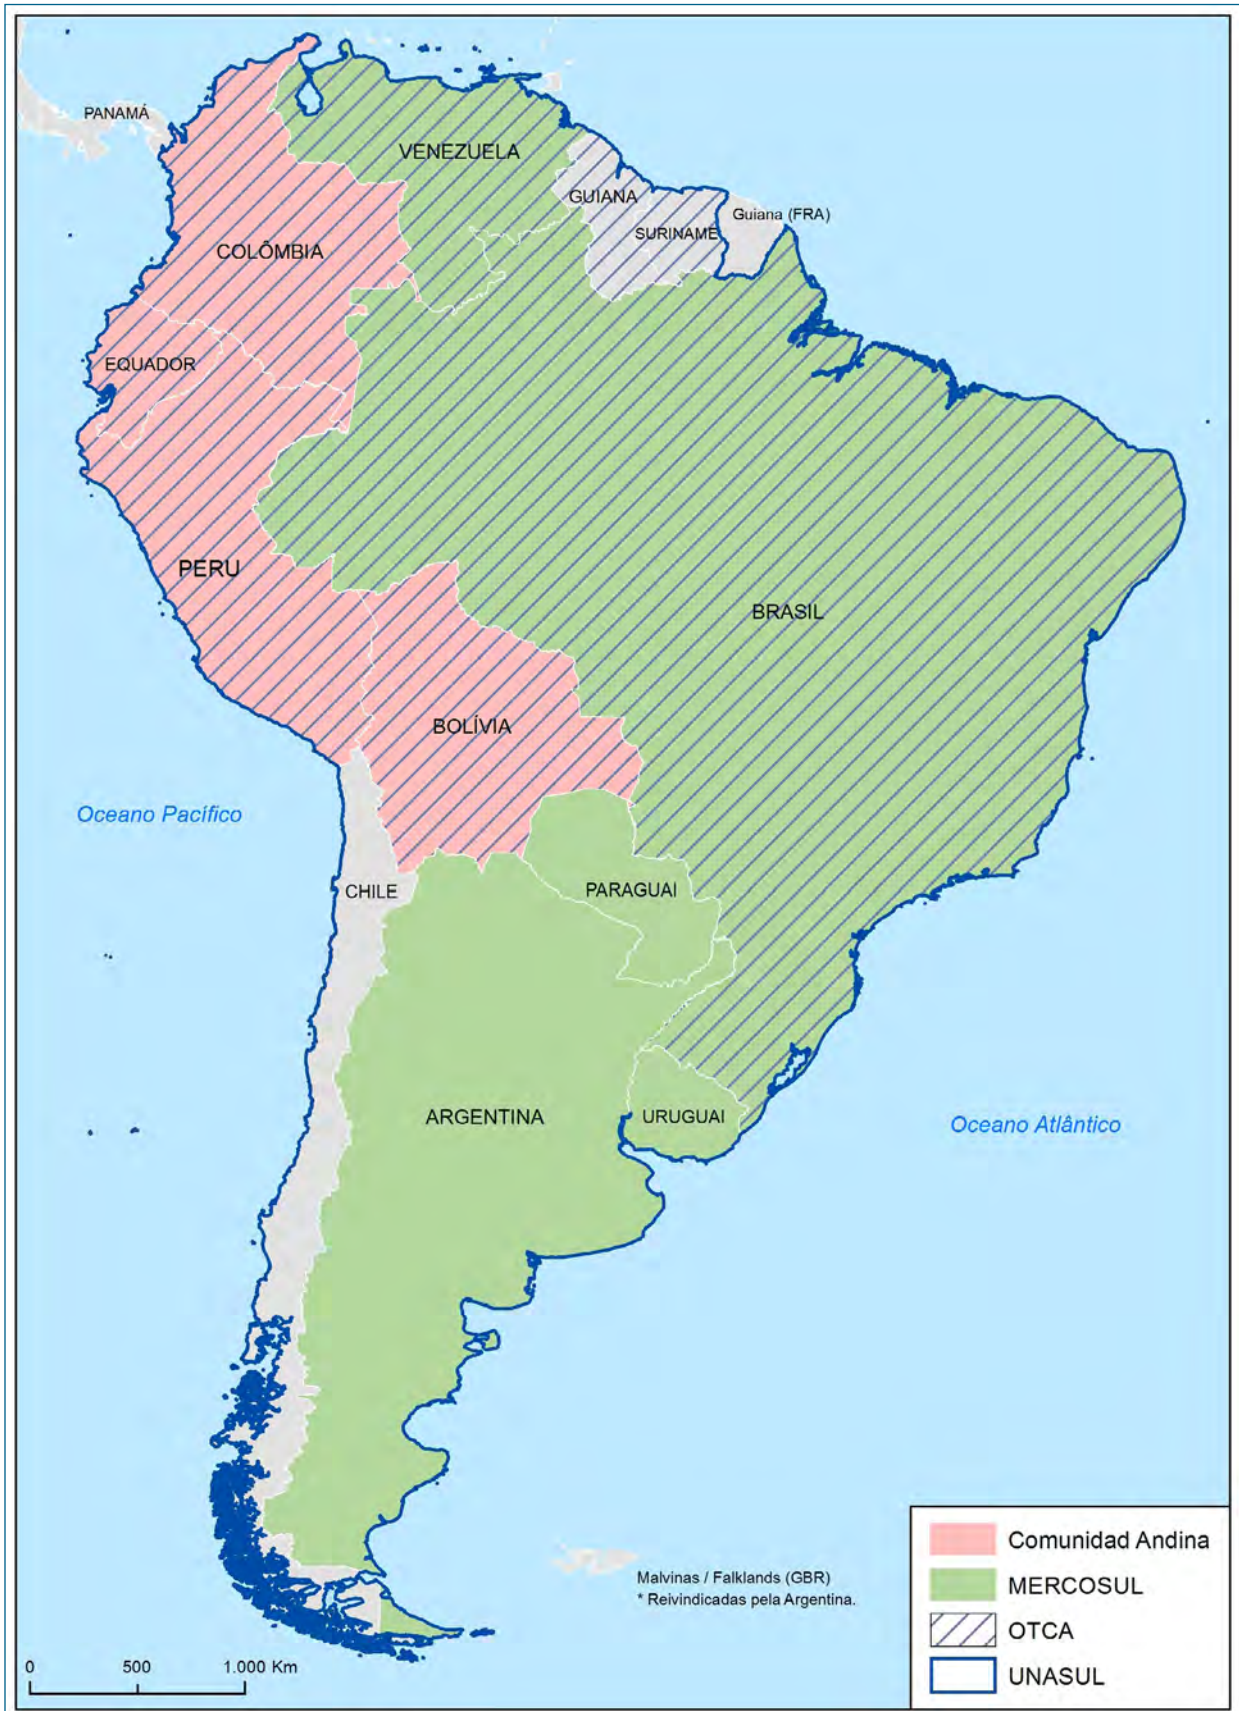 PANAMÁ
VENEZUELA
GUIANA
Guiana (FRA)
SURINAME
COLÔMBIA
EQUADOR
PERU
BRASIL
BOLÍVIA
Oceano Pacífico
CHILE
PARAGUAI
ARGENTINA
URUGUAI
Oceano Atlântico
Malvinas / Falklands (GBR)
* Reivindicadas pela Argentina.
Comunidad Andina
MERCOSUL
OTCA
UNASUL
0 500 1.000 Km